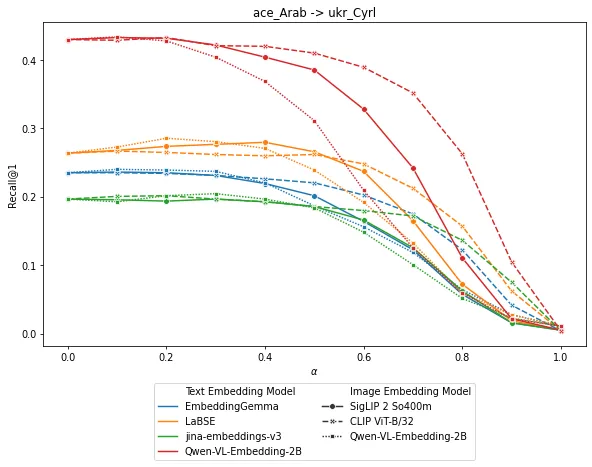 ace_Arab -> ukr_Cyrl
Recall@1
0.4
0.3
0.2
0.1
0.0
0.0
0.2
0.4
0.6
0.8
1.0
α
Text Embedding Model
EmbeddingGemma
LaBSE
jina-embeddings-v3
Qwen-VL-Embedding-2B
Image Embedding Model
SigLIP 2 So400m
CLIP ViT-B/32
Qwen-VL-Embedding-2B